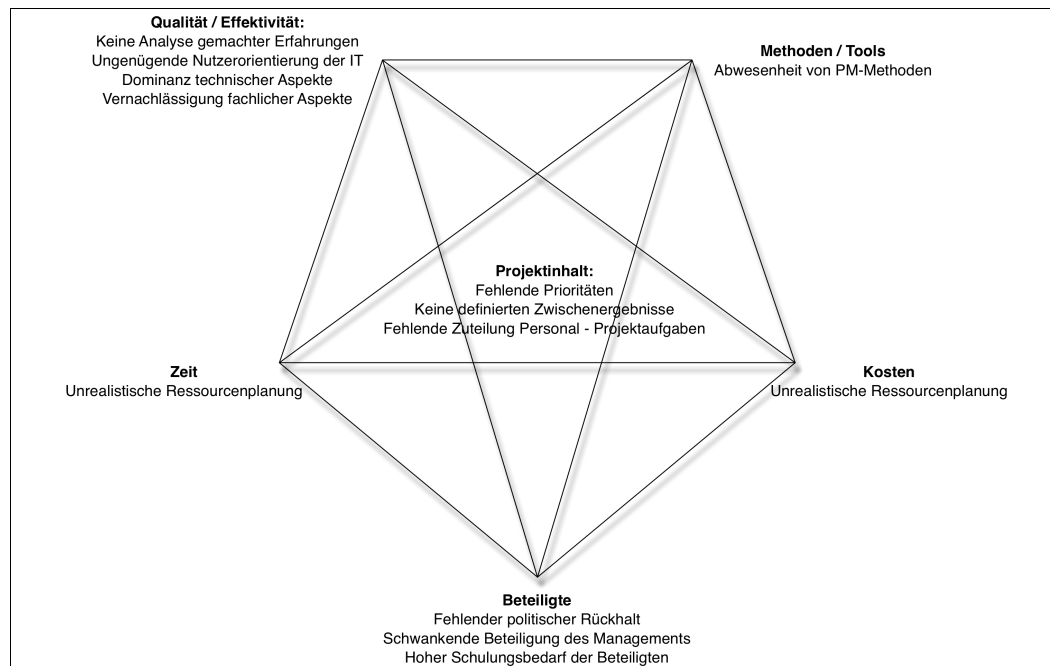 Qualität / Effektivität:
Keine Analyse gemachter Erfahrungen
Ungenügende Nutzerorientierung der IT
Dominanz technischer Aspekte
Vernachlässigung fachlicher Aspekte
Methoden / Tools
Abwesenheit von PM-Methoden
Projektinhalt:
Fehlende Prioritäten
Keine definierten Zwischenergebnisse
Fehlende Zuteilung Personal - Projektaufgaben
Zeit
Unrealistische Ressourcenplanung
Kosten
Unrealistische Ressourcenplanung
Beteiligte
Fehlender politischer Rückhalt
Schwankende Beteiligung des Managements
Hoher Schulungsbedarf der Beteiligten